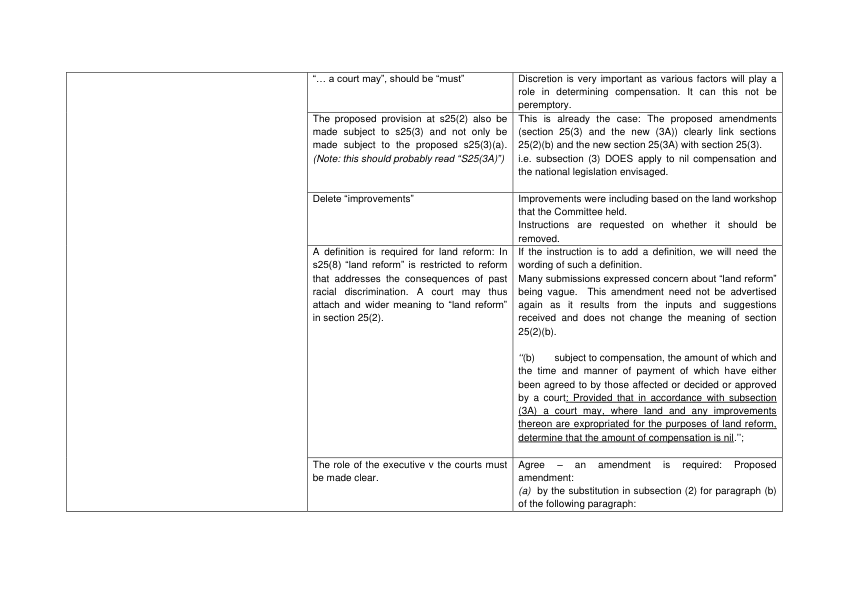 “… a court may”, should be “must”
Discretion is very important as various factors will play a
role in determining compensation. It can this not be
peremptory.
The proposed provision at s25(2) also be
made subject to s25(3) and not only be
made subject to the proposed s25(3)(a).
(Note: this should probably read “S25(3A)”)
This is already the case: The proposed amendments
(section 25(3) and the new (3A)) clearly link sections
25(2)(b) and the new section 25(3A) with section 25(3).
i.e. subsection (3) DOES apply to nil compensation and
the national legislation envisaged.
Delete “improvements”
Improvements were including based on the land workshop
that the Committee held.
Instructions are requested on whether it should be
removed.
A definition is required for land reform: In
s25(8) “land reform” is restricted to reform
that addresses the consequences of past
racial discrimination. A court may thus
attach and wider meaning to “land reform”
in section 25(2).
If the instruction is to add a definition, we will need the
wording of such a definition.
Many submissions expressed concern about “land reform”
being vague. This amendment need not be advertised
again as it results from the inputs and suggestions
received and does not change the meaning of section
25(2)(b).
“(b) subject to compensation, the amount of which and
the time and manner of payment of which have either
been agreed to by those affected or decided or approved
by a court: Provided that in accordance with subsection
(3A) a court may, where land and any improvements
thereon are expropriated for the purposes of land reform,
determine that the amount of compensation is nil.’’;
The role of the executive v the courts must
be made clear.
Agree – an amendment is required: Proposed
amendment:
(a) by the substitution in subsection (2) for paragraph (b)
of the following paragraph: